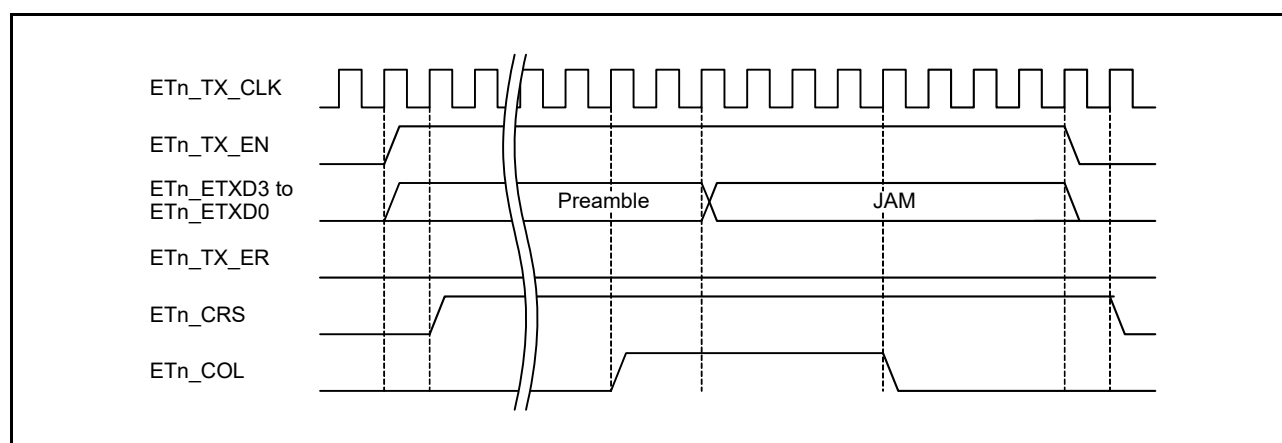 ETn_TX_CLK
ETn_TX_EN
ETn_ETXD3 to
ETn_ETXD0
Preamble
JAM
ETn_TX_ER
ETn_CRS
ETn_COL